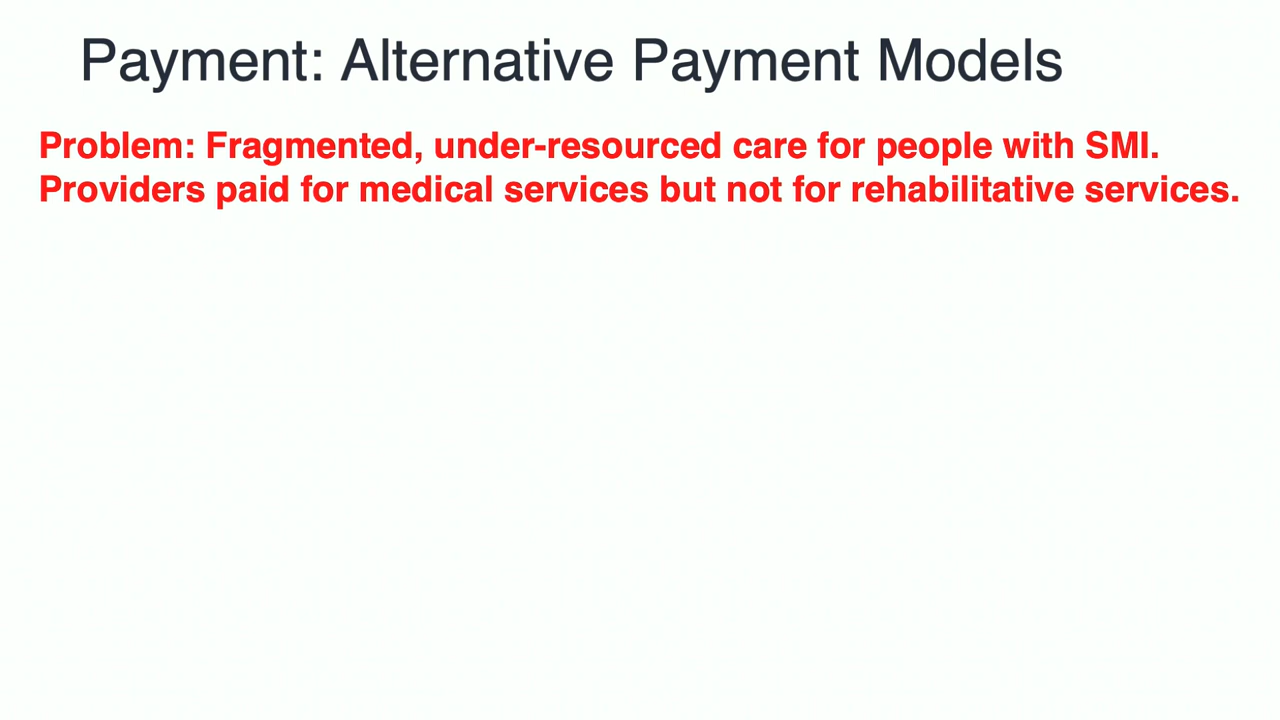 Payment: Alternative Payment Models
Problem: Fragmented, under-resourced care for people with SMI.
Providers paid for medical services but not for rehabilitative services.